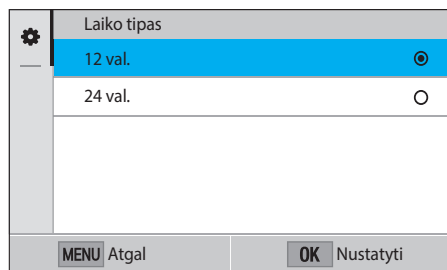 Laiko tipas
12 val.
24 val.
MENU Atgal
OK Nustatyti